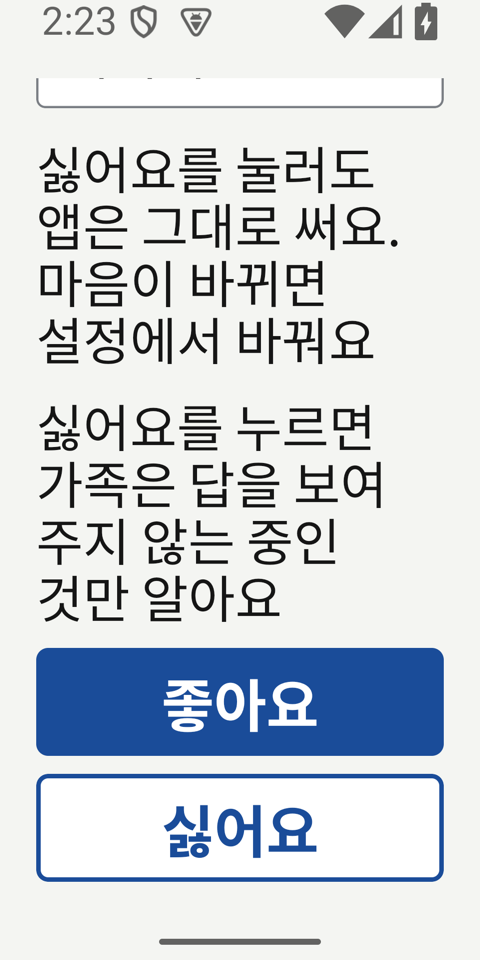 2:23
싫어요를 눌러도
앱은 그대로 써요.
마음이 바뀌면
설정에서 바꿔요
싫어요를 누르면
가족은 답을 보여
주지 않는 중인
것만 알아요
좋아요
싫어요